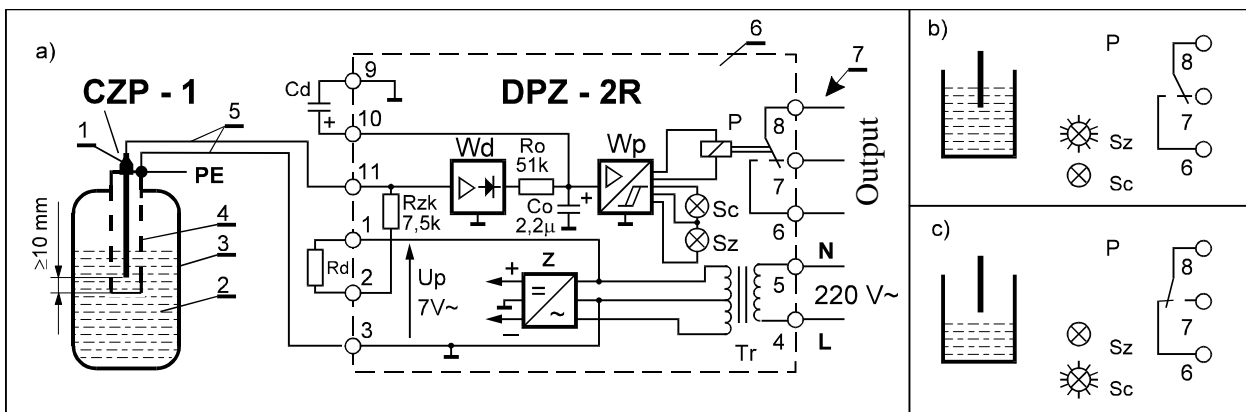 a)
CZP - 1
DPZ - 2R
6
7
1
5
PE
4
3
2
≥10 mm
Cd
+
9
10
11
1
2
3
Rd
Rzk
7,5k
Wd
Ro
51k
Co
2,2μ
+
Wp
P
8
7
6
Sc
Sz
Output
Up
7V~
z
+
=
~
–
Tr
N
5
220 V~
4
L
b)
P
8
7
6
Sz
Sc
c)
P
8
7
6
Sz
Sc